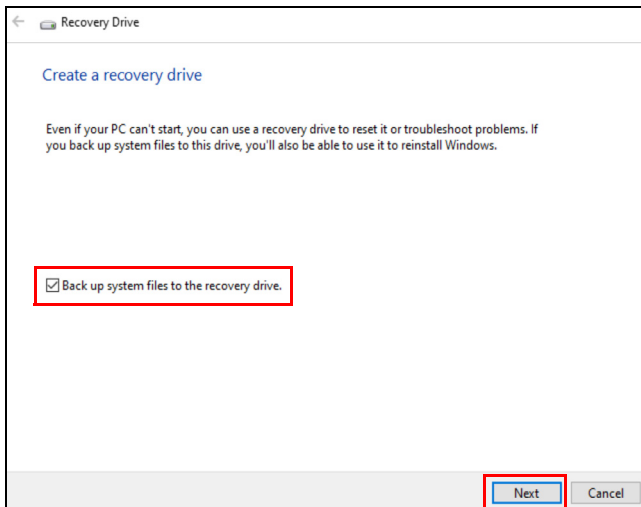 Recovery Drive
Create a recovery drive
Even if your PC can't start, you can use a recovery drive to reset it or troubleshoot problems. If
you back up system files to this drive, you'll also be able to use it to reinstall Windows.
Back up system files to the recovery drive.
Next Cancel